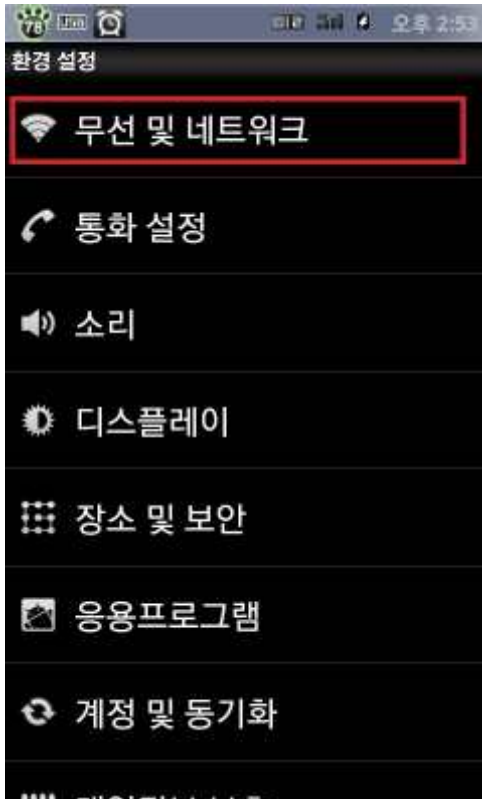 78
오후 2:53
환경 설정
무선 및 네트워크
통화 설정
소리
디스플레이
장소 및 보안
응용프로그램
계정 및 동기화